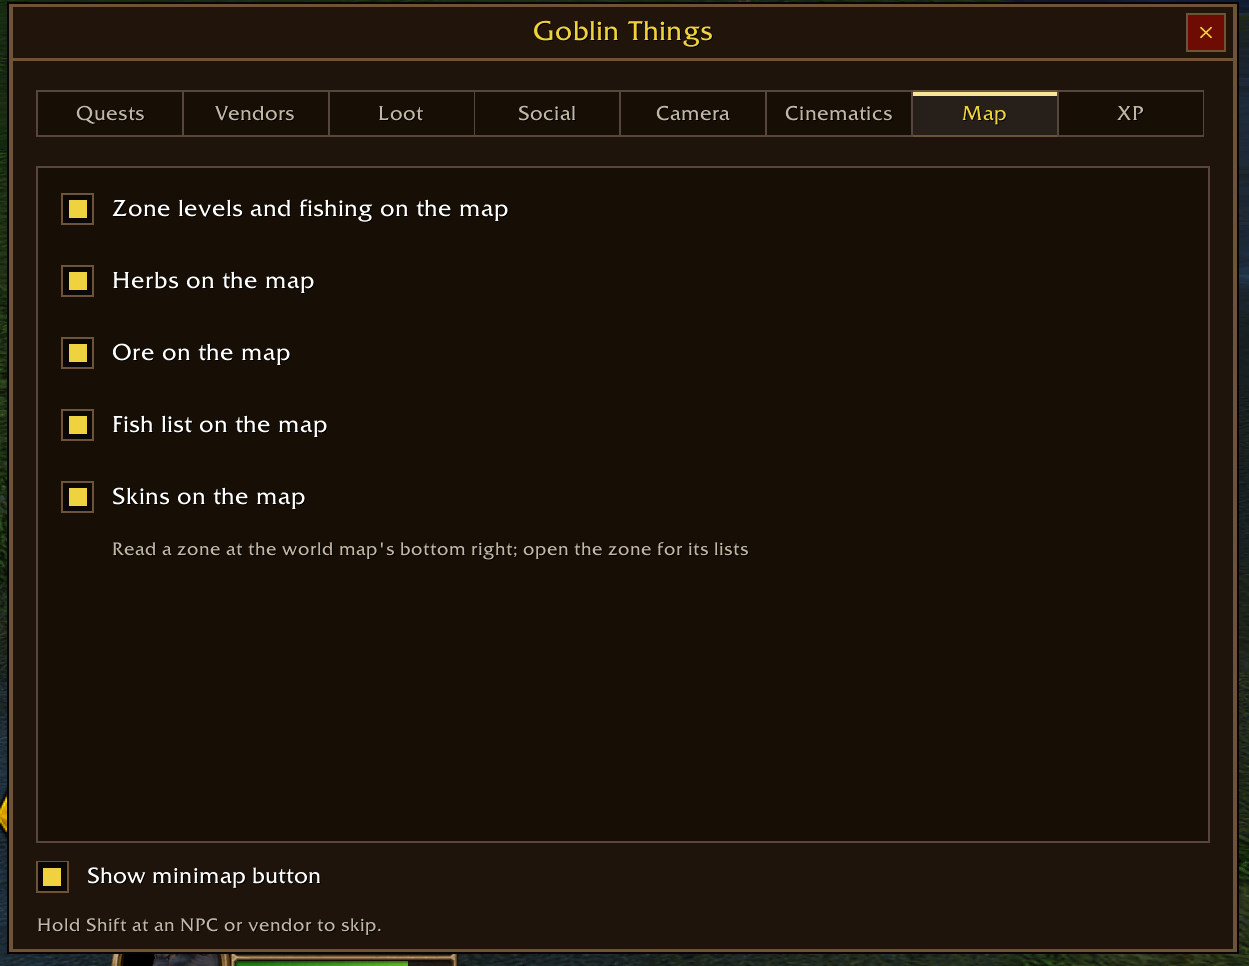 Goblin Things
×
Quests Vendors Loot Social Camera Cinematics Map XP
Zone levels and fishing on the map
Herbs on the map
Ore on the map
Fish list on the map
Skins on the map
Read a zone at the world map's bottom right; open the zone for its lists
Show minimap button
Hold Shift at an NPC or vendor to skip.